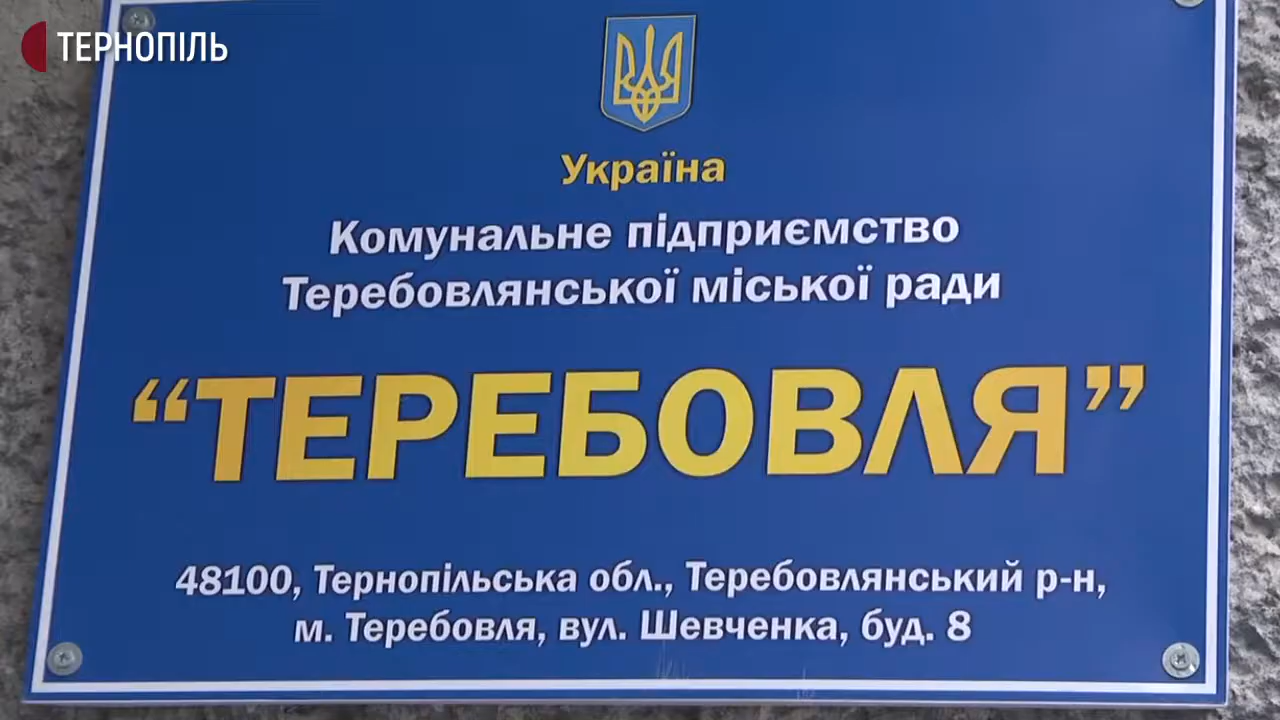 ТЕРНОПІЛЬ
Україна
Комунальне підприємство
Теребовлянської міської ради
“ТЕРЕБОВЛЯ”
48100, Тернопільська обл., Теребовлянський р-н,
м. Теребовля, вул. Шевченка, буд. 8